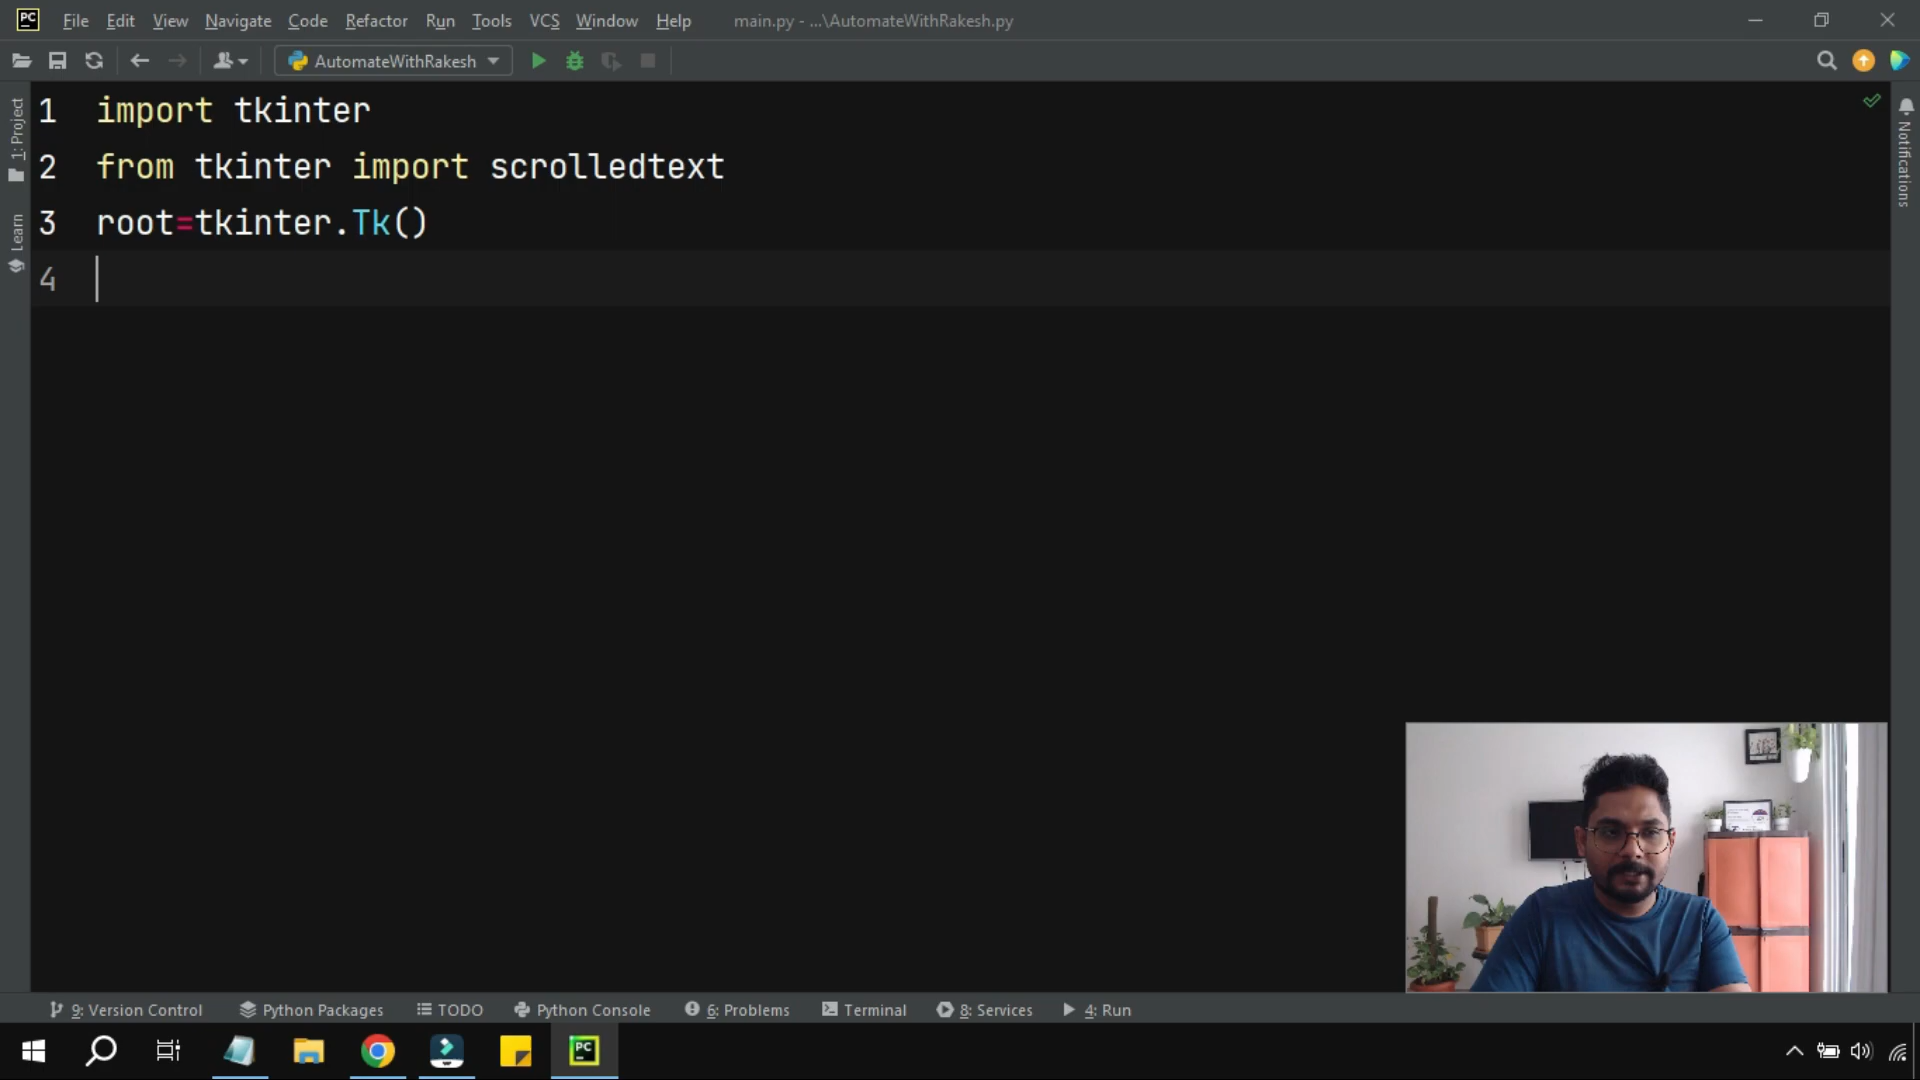 PC File Edit View Navigate Code Refactor Run Tools VCS Window Help main.py - ...\AutomateWithRakesh.py
AutomateWithRakesh
1: Project
Learn
Notifications
1 import tkinter
2 from tkinter import scrolledtext
3 root=tkinter.Tk()
4
9: Version Control Python Packages TODO Python Console 6: Problems Terminal 8: Services 4: Run
PC